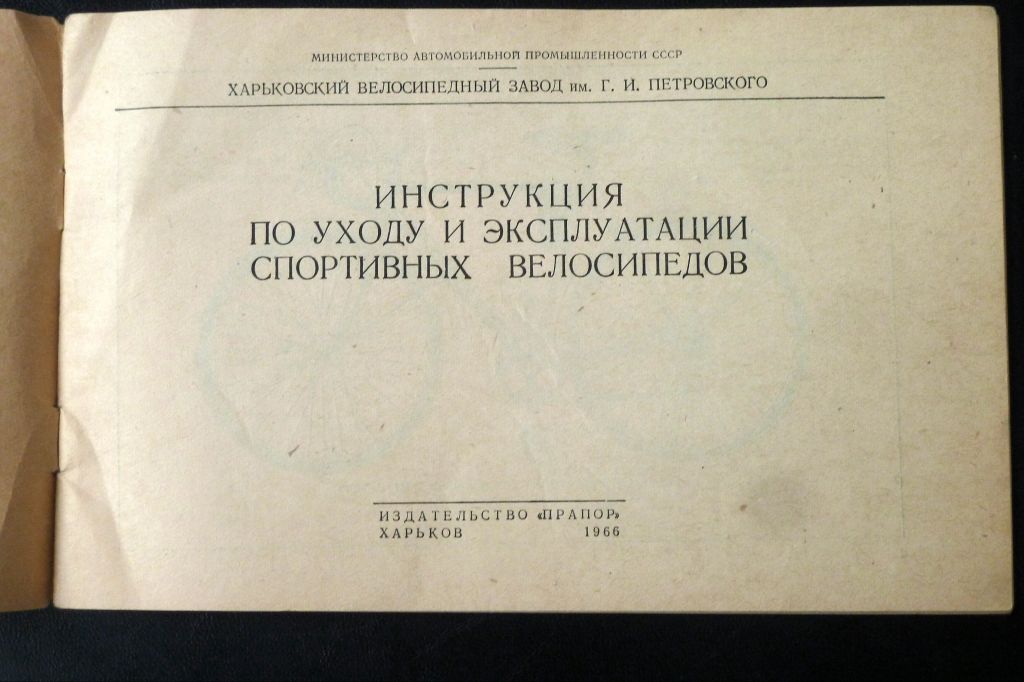 МИНИСТЕРСТВО АВТОМОБИЛЬНОЙ ПРОМЫШЛЕННОСТИ СССР
ХАРЬКОВСКИЙ ВЕЛОСИПЕДНЫЙ ЗАВОД им. Г. И. ПЕТРОВСКОГО
ИНСТРУКЦИЯ
ПО УХОДУ И ЭКСПЛУАТАЦИИ
СПОРТИВНЫХ ВЕЛОСИПЕДОВ
ИЗДАТЕЛЬСТВО «ПРАПОР»
ХАРЬКОВ 1966